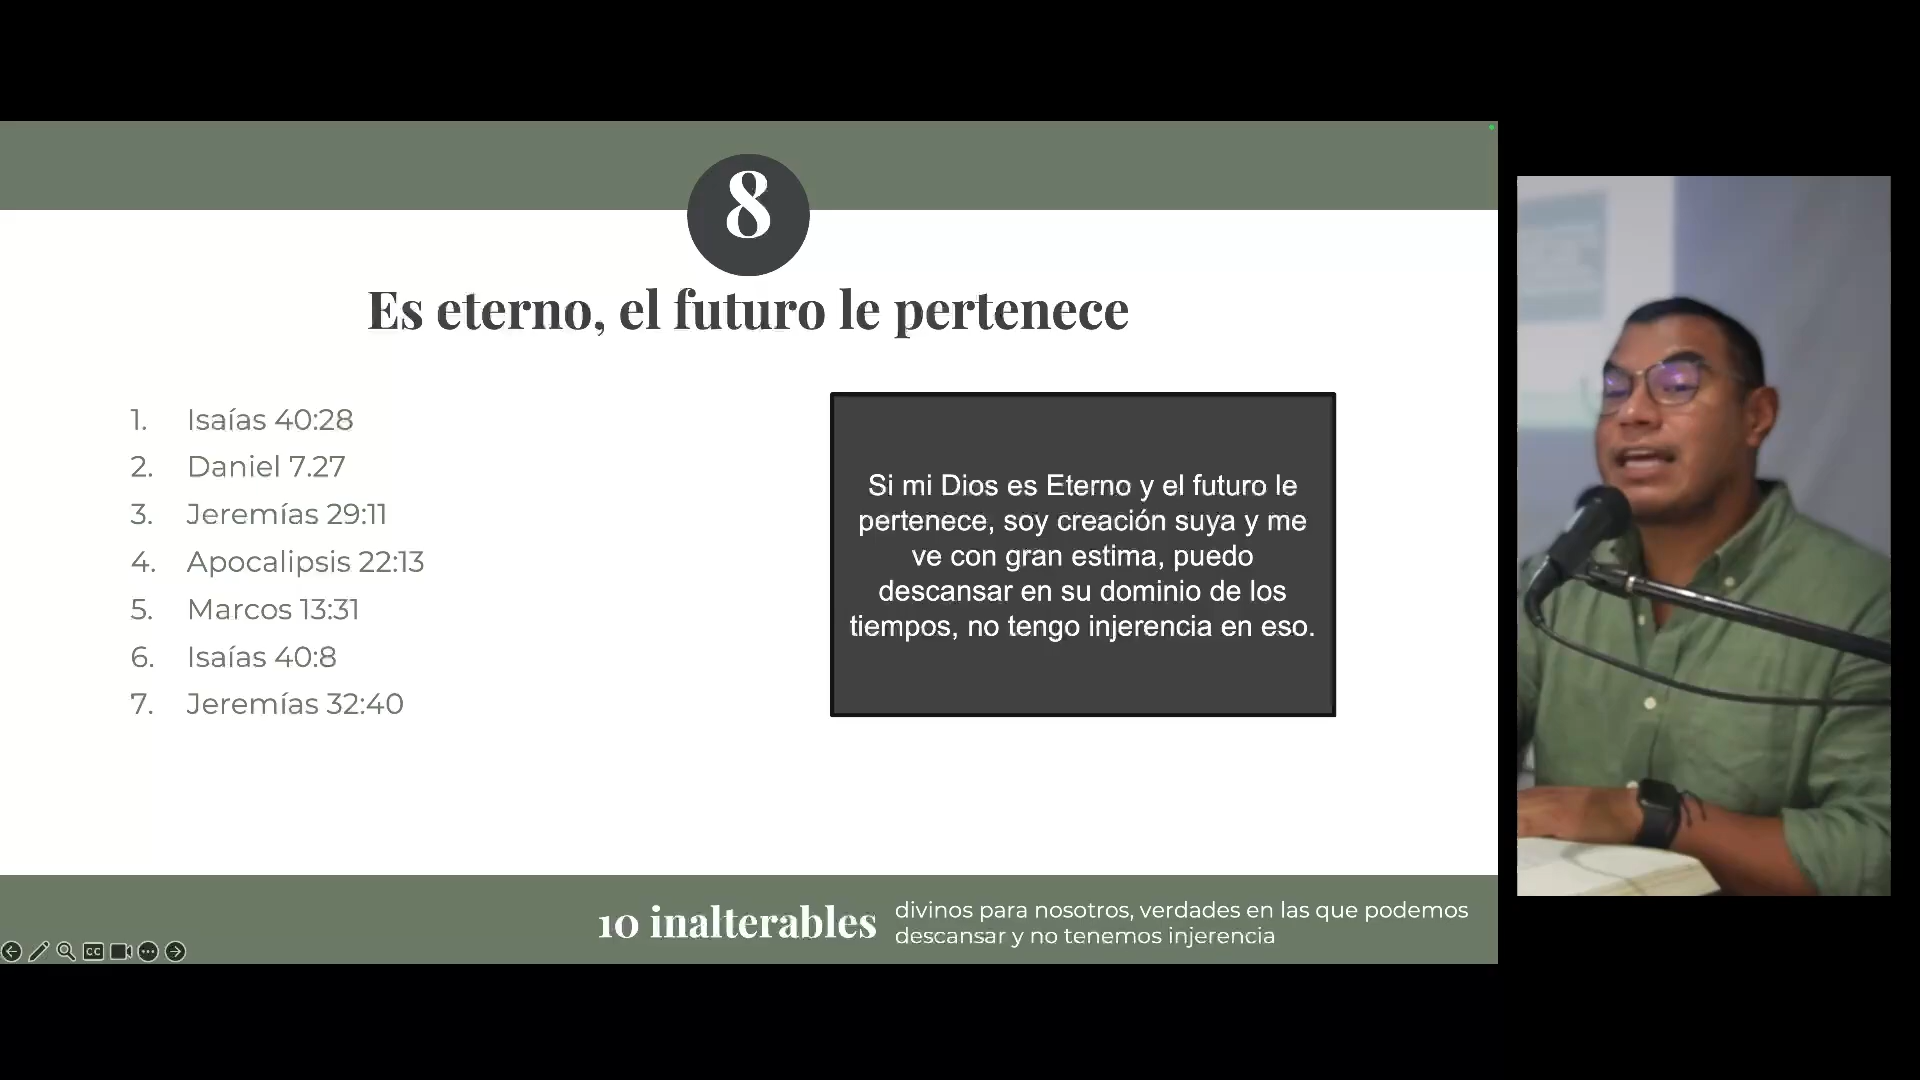 8
Es eterno, el futuro le pertenece
1. Isaías 40:28
2. Daniel 7.27
3. Jeremías 29:11
4. Apocalipsis 22:13
5. Marcos 13:31
6. Isaías 40:8
7. Jeremías 32:40
Si mi Dios es Eterno y el futuro le
pertenece, soy creación suya y me
ve con gran estima, puedo
descansar en su dominio de los
tiempos, no tengo injerencia en eso.
10 inalterables
divinos para nosotros, verdades en las que podemos
descansar y no tenemos injerencia
CC